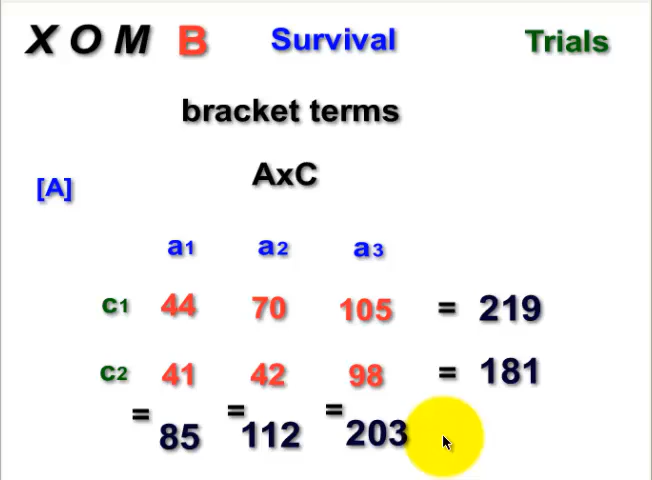 X O M B Survival Trials
bracket terms
AxC
[A]
a1 a2 a3
c1 44 70 105 = 219
c2 41 42 98 = 181
= 85 = 112 = 203